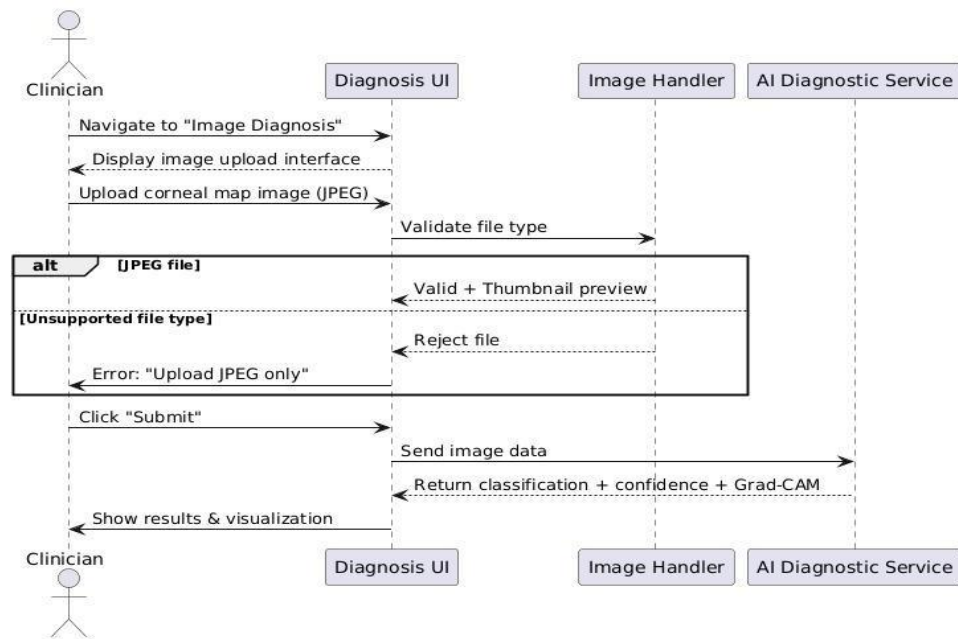 Clinician
Diagnosis UI
Image Handler
AI Diagnostic Service
Navigate to "Image Diagnosis"
Display image upload interface
Upload corneal map image (JPEG)
Validate file type
alt
[JPEG file]
Valid + Thumbnail preview
[Unsupported file type]
Reject file
Error: "Upload JPEG only"
Click "Submit"
Send image data
Return classification + confidence + Grad-CAM
Show results & visualization
Clinician
Diagnosis UI
Image Handler
AI Diagnostic Service